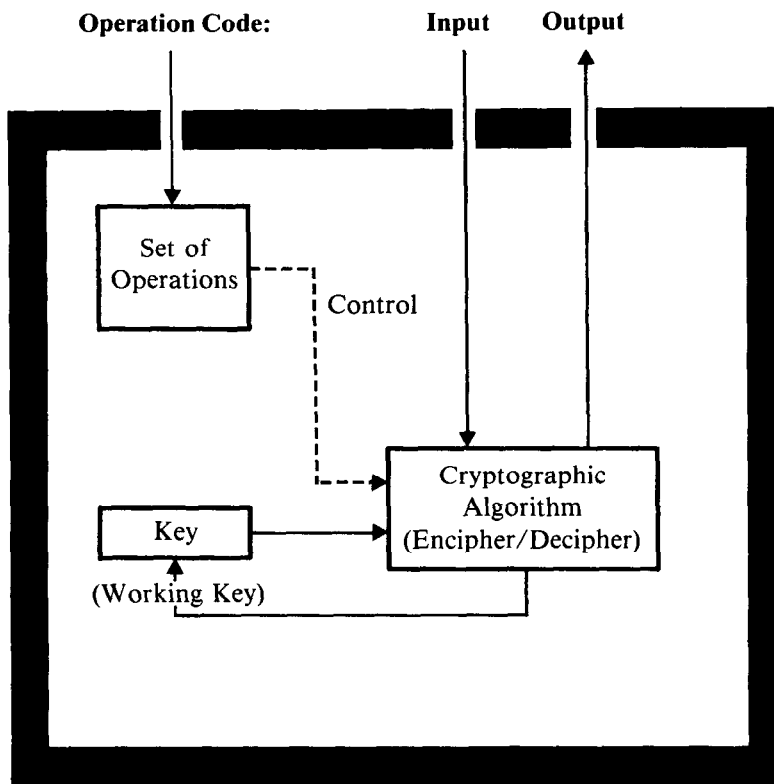 Operation Code:
Input
Output
Set of
Operations
Control
Cryptographic
Algorithm
(Encipher/Decipher)
Key
(Working Key)